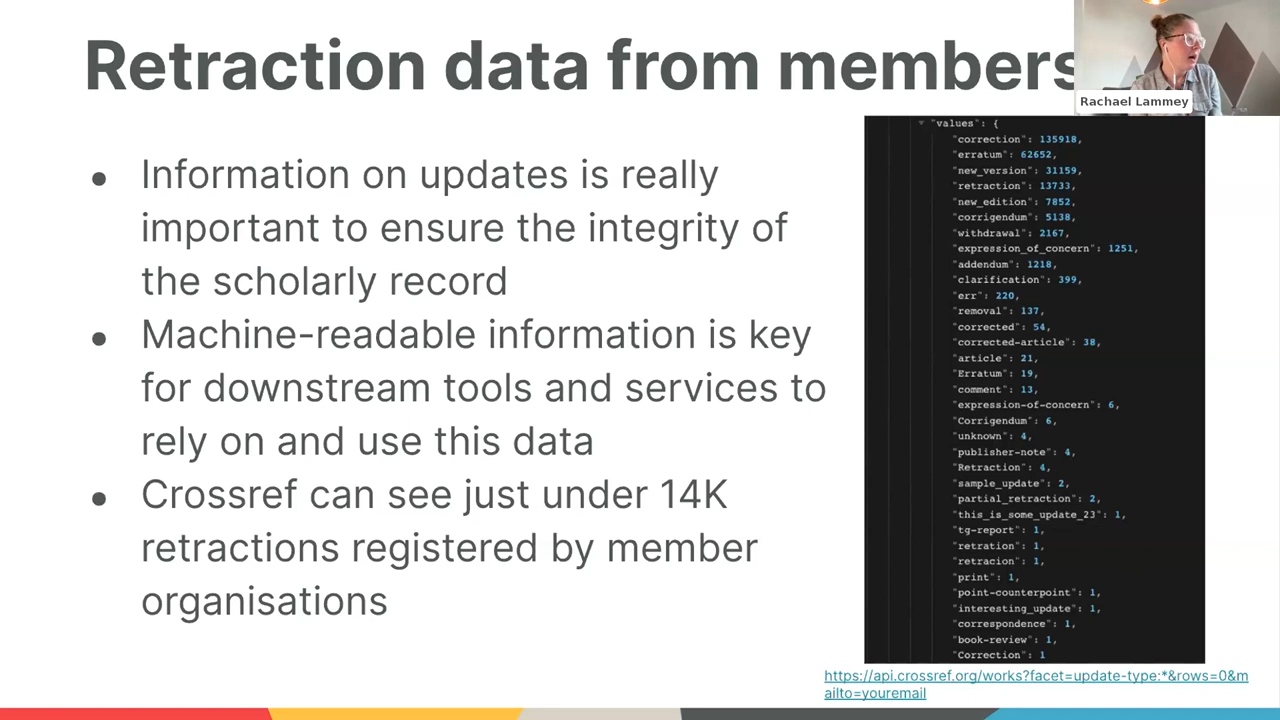 Retraction data from members
Rachael Lammey
● Information on updates is really
important to ensure the integrity of
the scholarly record
● Machine-readable information is key
for downstream tools and services to
rely on and use this data
● Crossref can see just under 14K
retractions registered by member
organisations
"values": {
"correction": 135918,
"erratum": 62652,
"new_version": 31159,
"retraction": 13733,
"new_edition": 7852,
"corrigendum": 5138,
"withdrawal": 2167,
"expression_of_concern": 1251,
"addendum": 1218,
"clarification": 399,
"err": 220,
"removal": 137,
"corrected": 54,
"corrected-article": 38,
"article": 21,
"Erratum": 19,
"comment": 13,
"expression-of-concern": 6,
"Corrigendum": 6,
"unknown": 4,
"publisher-note": 4,
"Retraction": 4,
"sample_update": 2,
"partial_retraction": 2,
"this_is_some_update_23": 1,
"tg-report": 1,
"retration": 1,
"retracion": 1,
"print": 1,
"point-counterpoint": 1,
"interesting_update": 1,
"correspondence": 1,
"book-review": 1,
"Correction": 1
https://api.crossref.org/works?facet=update-type:*&rows=0&m
ailto=youremail